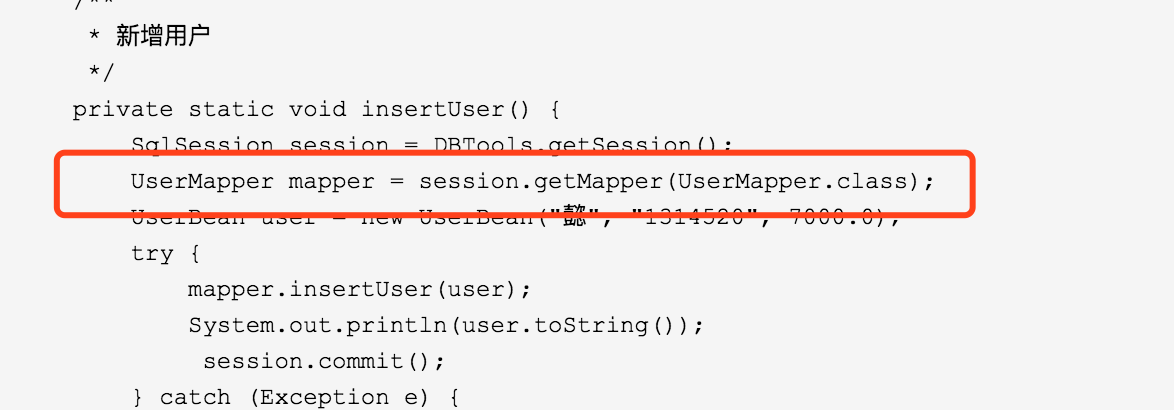 /**
* 新增用户
*/
private static void insertUser() {
SqlSession session = DBTools.getSession();
UserMapper mapper = session.getMapper(UserMapper.class);
UserBean user = new UserBean("懿", "1314520", 7000.0);
try {
mapper.insertUser(user);
System.out.println(user.toString());
session.commit();
} catch (Exception e) {